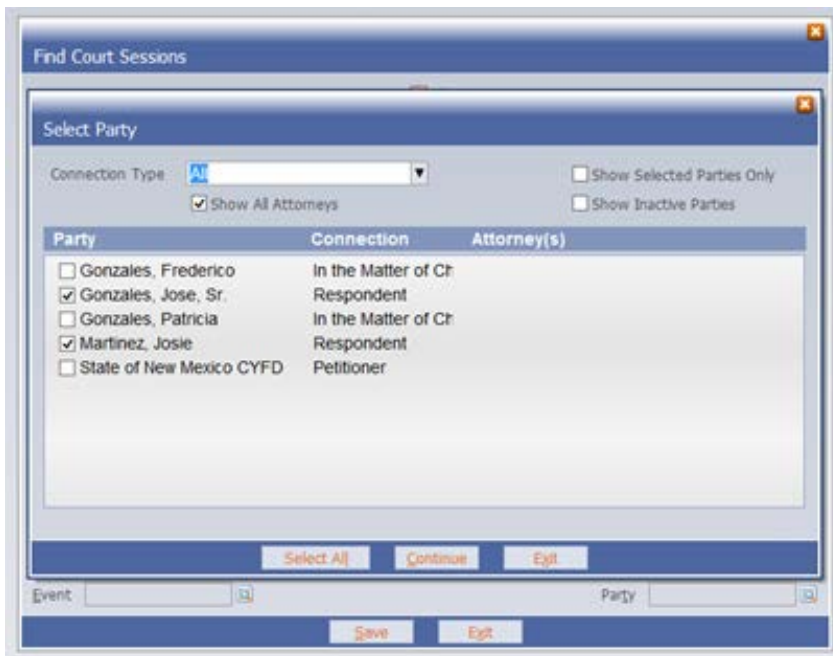 Find Court Sessions
Select Party
Connection Type All Show Selected Parties Only
Show All Attorneys Show Inactive Parties
Party Connection Attorney(s)
Gonzales, Frederico In the Matter of Ch
Gonzales, Jose, Sr. Respondent
Gonzales, Patricia In the Matter of Ch
Martinez, Josie Respondent
State of New Mexico CYFD Petitioner
Select All Continue Exit
Event Party
Save Exit